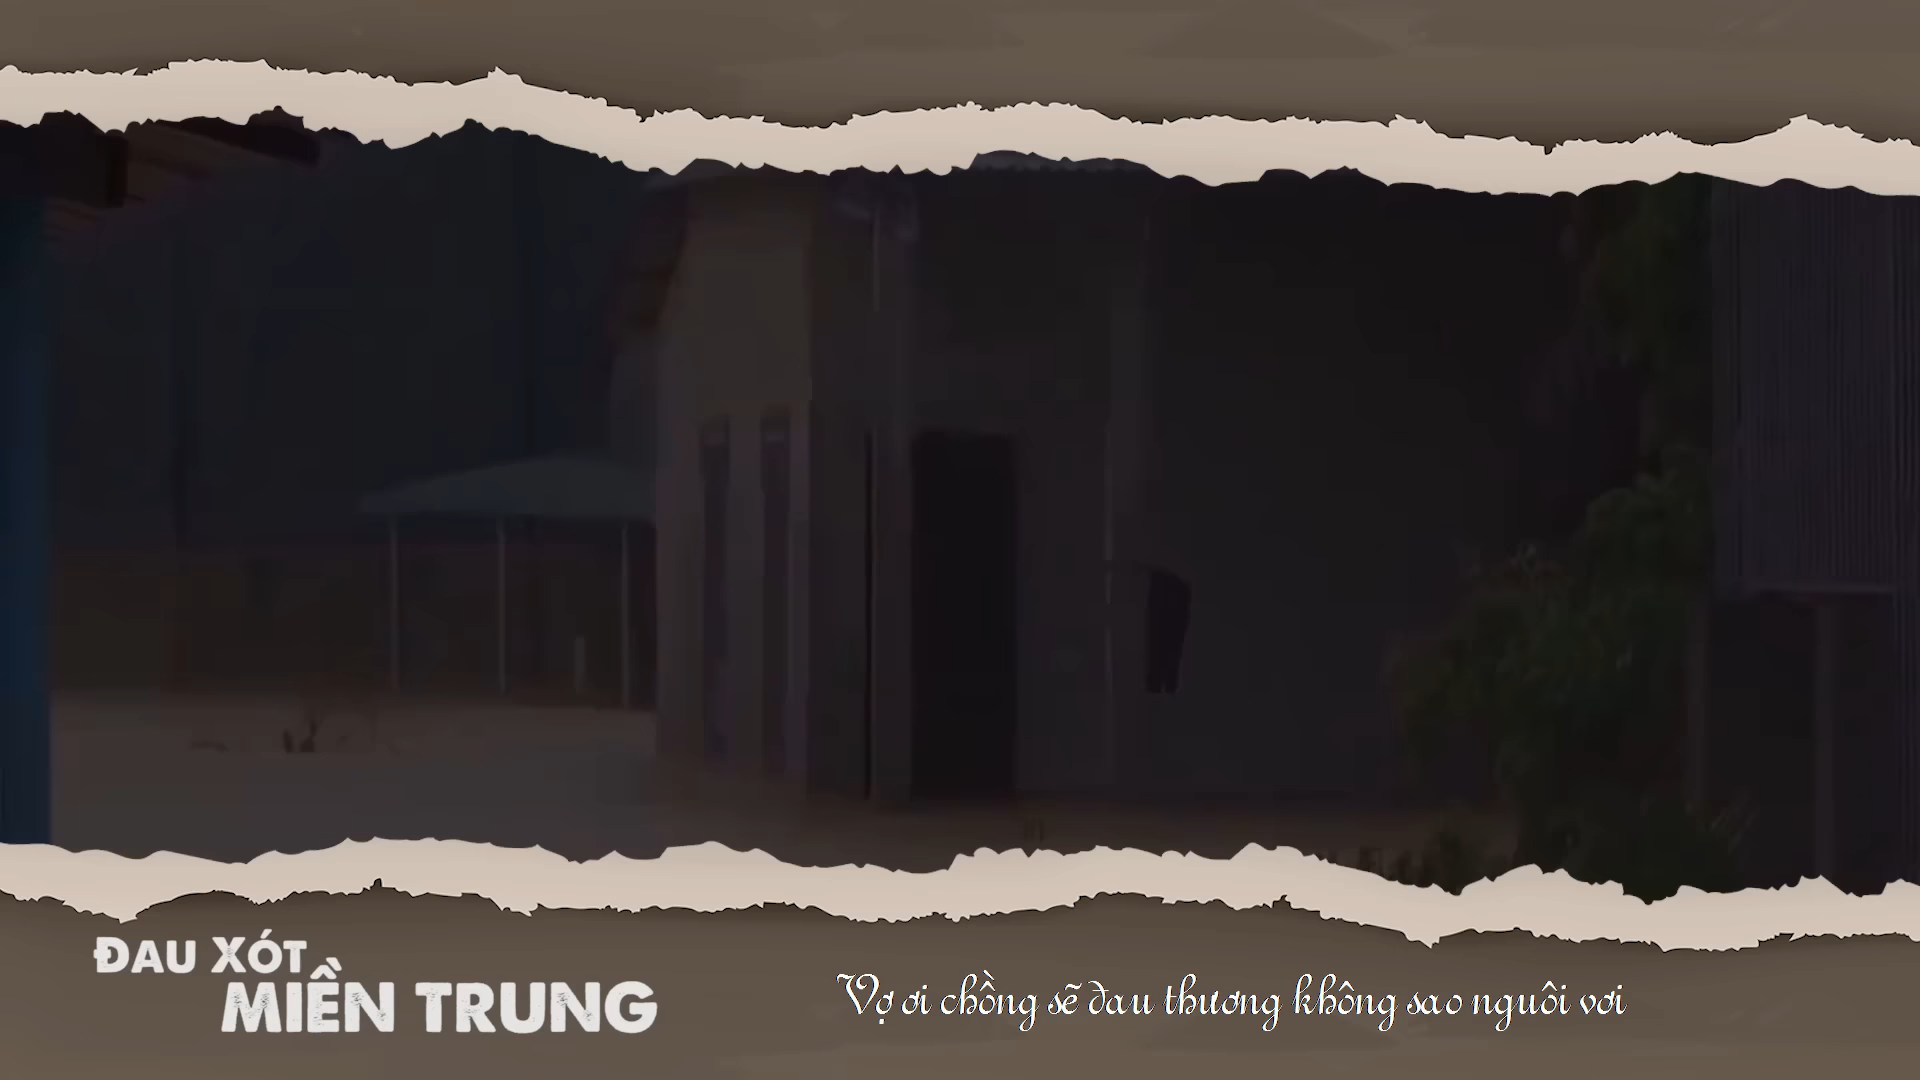 ĐAU XÓT
MIỀN TRUNG
Vợ ơi chồng sẽ đau thương không sao nguôi vơi